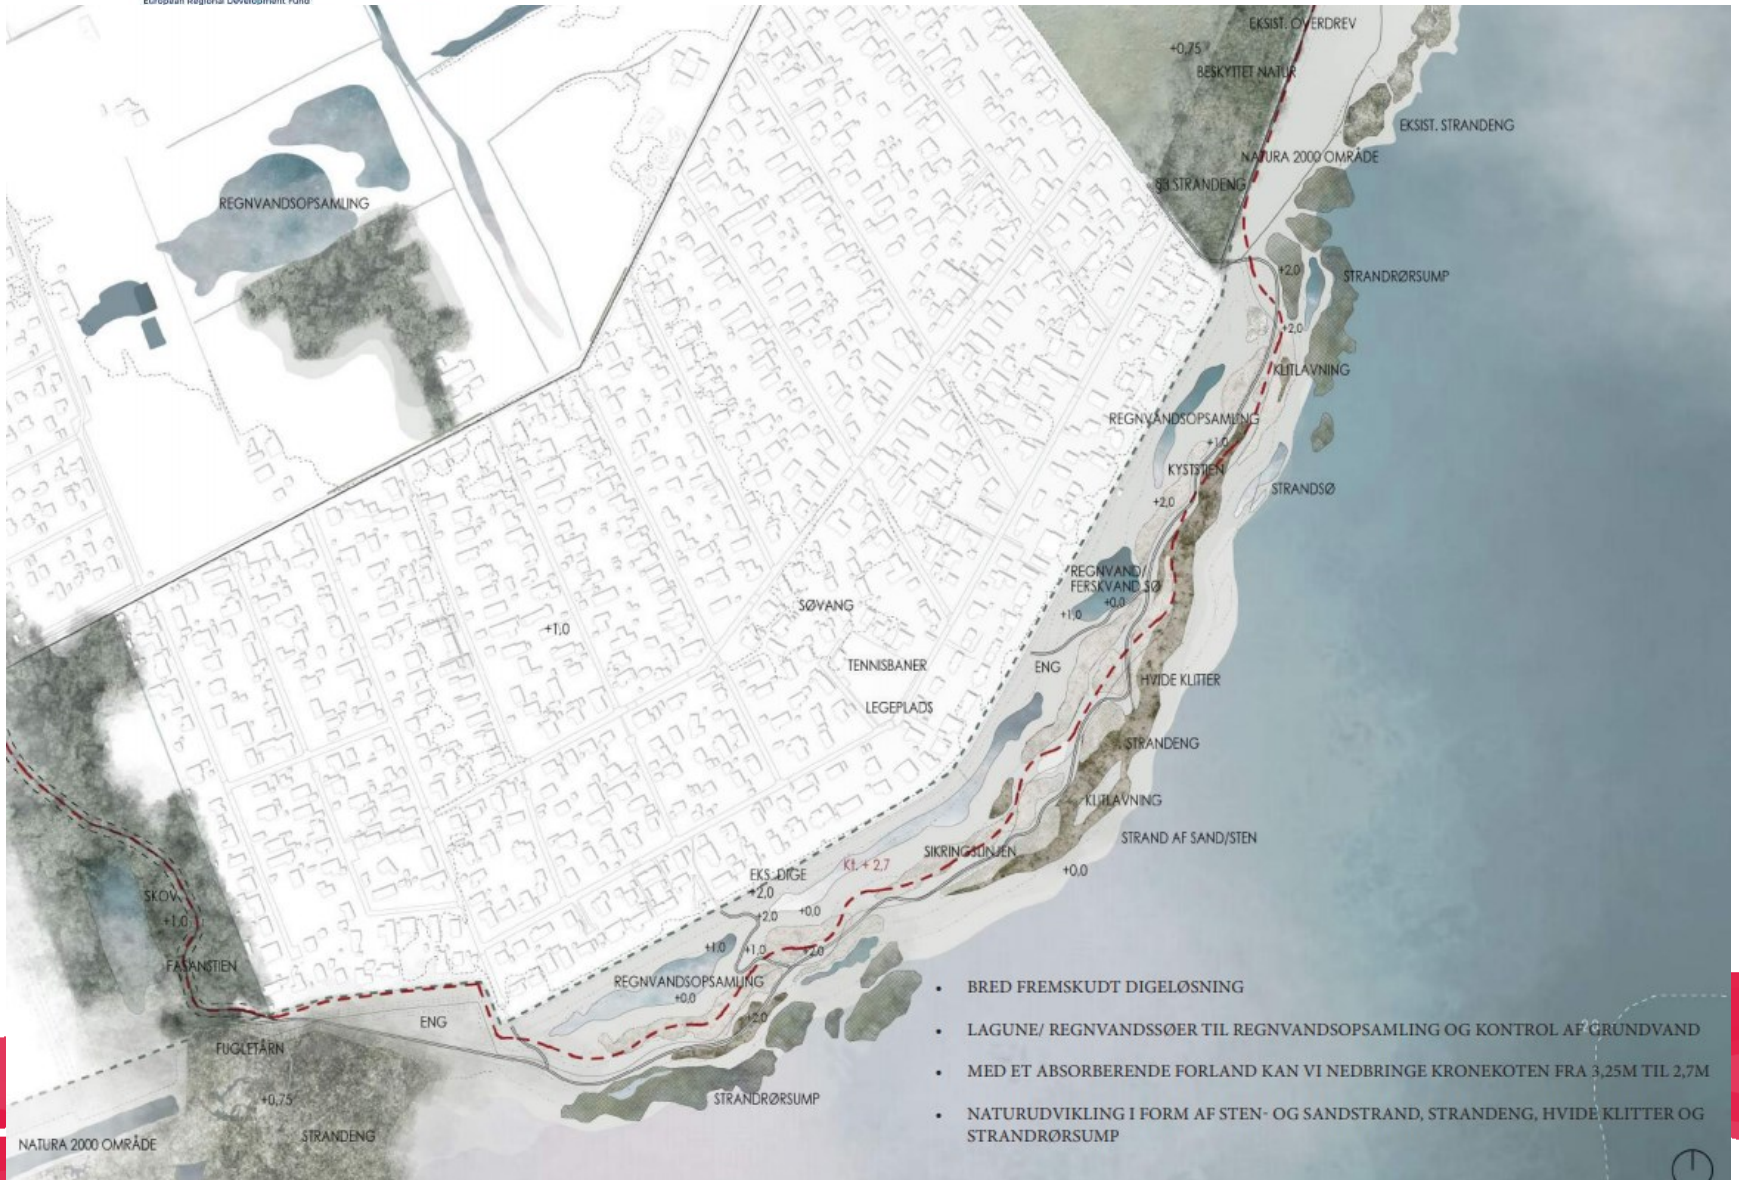 European Regional Development Fund
EKSIST. OVERDREV
+0,75
BESKYTTET NATUR
EKSIST. STRANDENG
NATURA 2000 OMRÅDE
§3 STRANDENG
REGNVANDSOPSAMLING
+2,0
STRANDRØRSUMP
+2,0
KLITLAVNING
REGNVANDSOPSAMLING
+1,0
KYSTSTIEN
STRANDSØ
+2,0
REGNVAND/
FERSKVAND SØ
+0,0
+1,0
SØVANG
+1,0
TENNISBANER
ENG
HVIDE KLITTER
LEGEPLADS
STRANDENG
KLITLAVNING
STRAND AF SAND/STEN
SIKRINGSLINJEN
Kt. + 2,7
+0,0
EKS. DIGE
+2,0
+2,0
+0,0
SKOV
+1,0
+1,0
+1,0
+2,0
FASANSTIEN
REGNVANDSOPSAMLING
+0,0
ENG
+2,0
FUGLETÅRN
+0,75
STRANDRØRSUMP
STRANDENG
NATURA 2000 OMRÅDE
• BRED FREMSKUDT DIGELØSNING
• LAGUNE/ REGNVANDSSØER TIL REGNVANDSOPSAMLING OG KONTROL AF GRUNDVAND
• MED ET ABSORBERENDE FORLAND KAN VI NEDBRINGE KRONEKOTEN FRA 3,25M TIL 2,7M
• NATURUDVIKLING I FORM AF STEN- OG SANDSTRAND, STRANDENG, HVIDE KLITTER OG
STRANDRØRSUMP